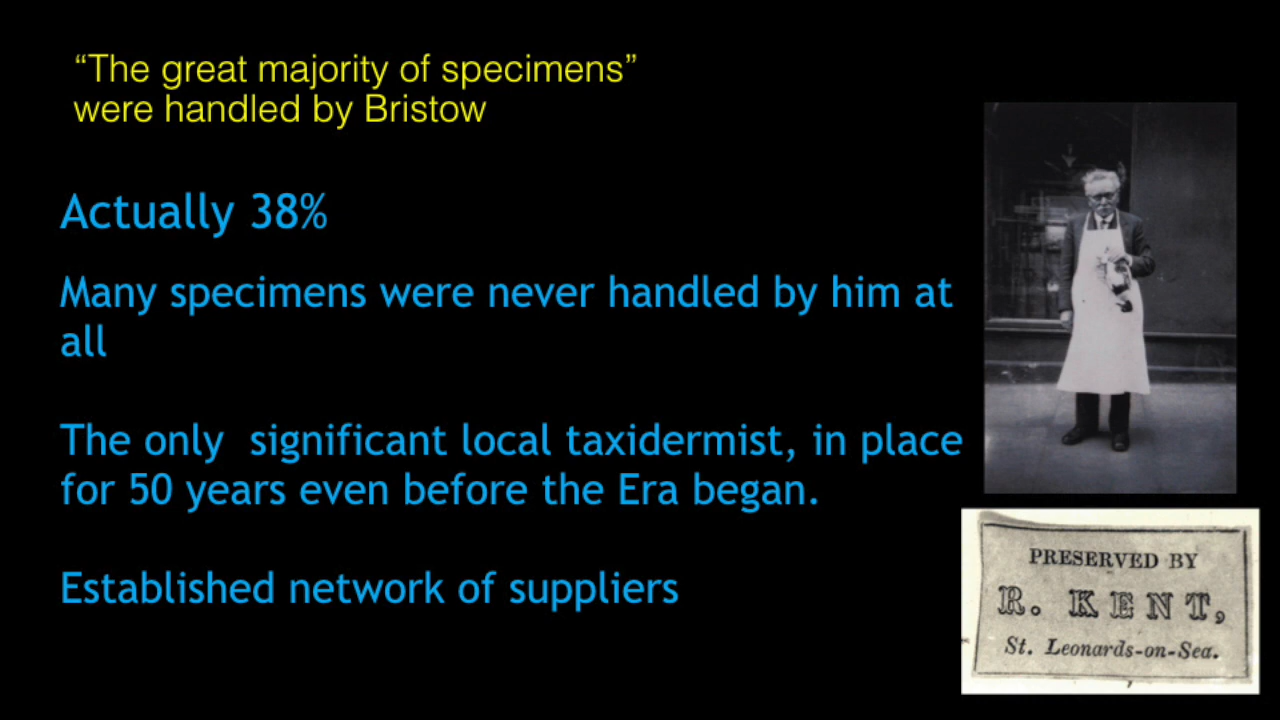 “The great majority of specimens”
were handled by Bristow
Actually 38%
Many specimens were never handled by him at
all
The only  significant local taxidermist, in place
for 50 years even before the Era began.
Established network of suppliers
PRESERVED BY
R. KENT,
St. Leonards-on-Sea.